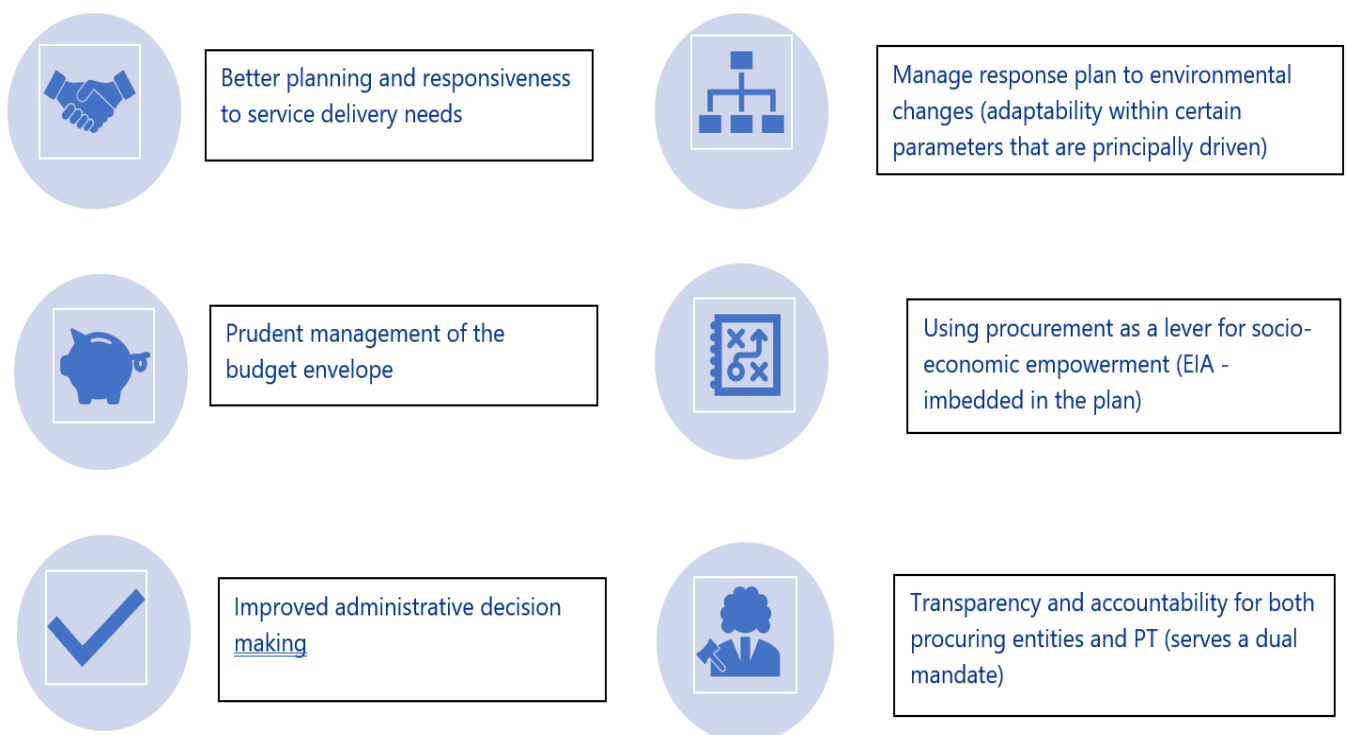 Better planning and responsiveness
to service delivery needs
Manage response plan to environmental
changes (adaptability within certain
parameters that are principally driven)
Prudent management of the
budget envelope
Using procurement as a lever for socio-
economic empowerment (EIA -
imbedded in the plan)
Improved administrative decision
making
Transparency and accountability for both
procuring entities and PT (serves a dual
mandate)